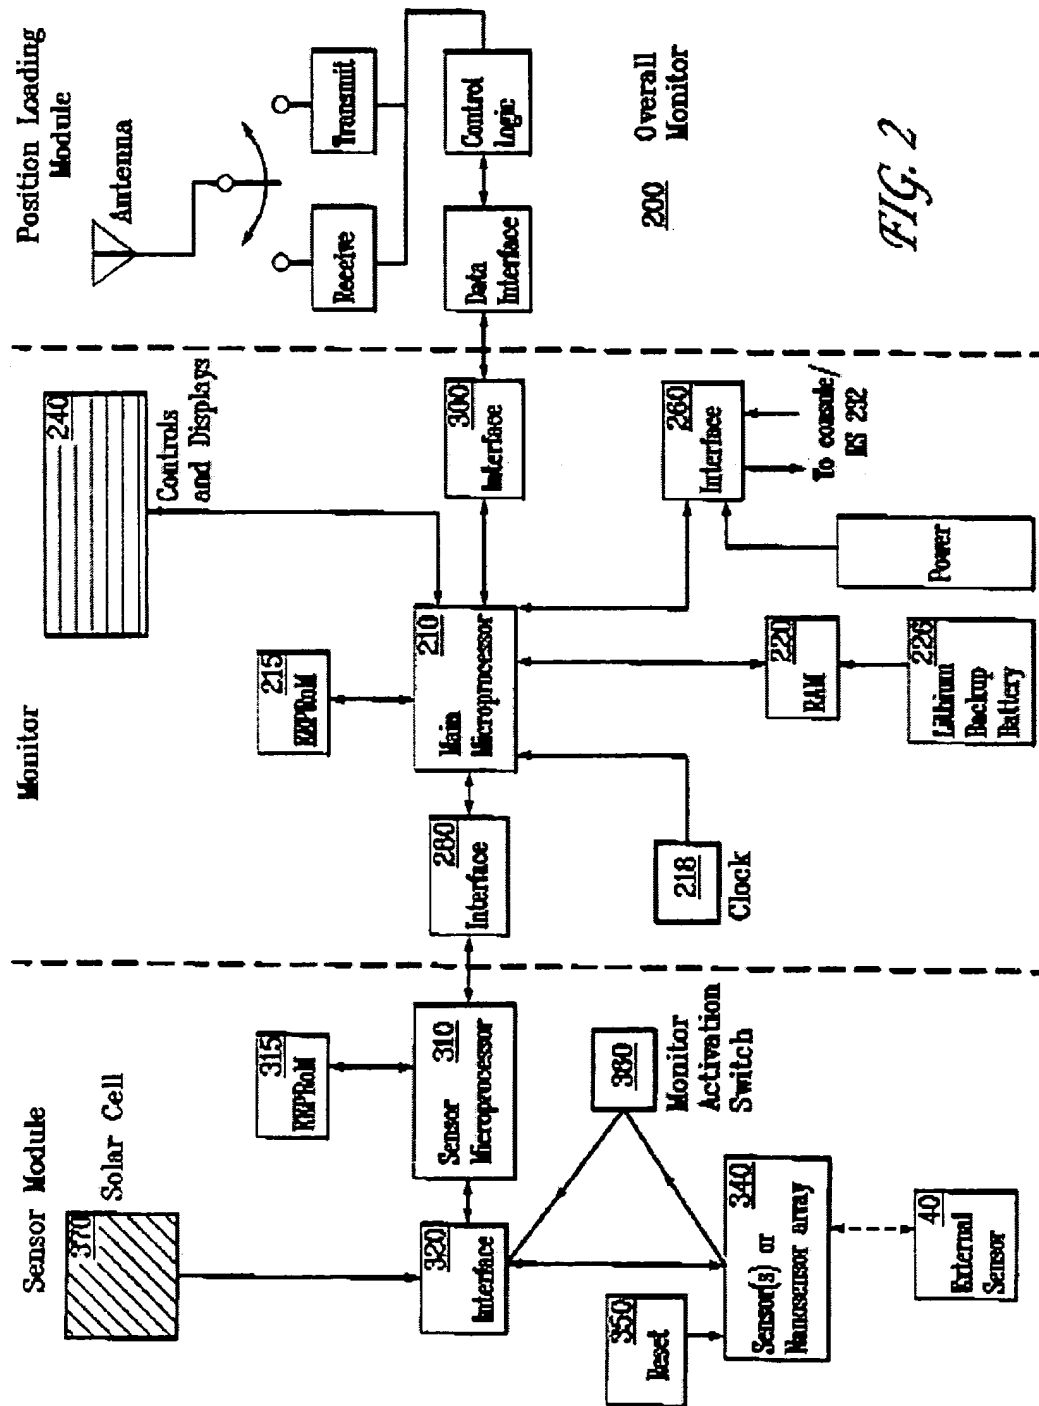 Sensor Module
370
Solar Cell
315
EEPRoM
310
Sensor
Microprocessor
320
Interface
380
Monitor
Activation
Switch
350
Reset
340
Sensor(s) or
Nanosensor array
40
External
Sensor
Monitor
240
Controls
and Displays
215
EEPRoM
210
Main
Microprocessor
280
Interface
300
Interface
218
Clock
260
Interface
To console/
RS 232
220
RAM
226
Lithium
Backup
Battery
Power
Position Loading
Module
Antenna
Receive
Transmit
Data
Interface
Control
Logic
200 Overall
Monitor
FIG. 2